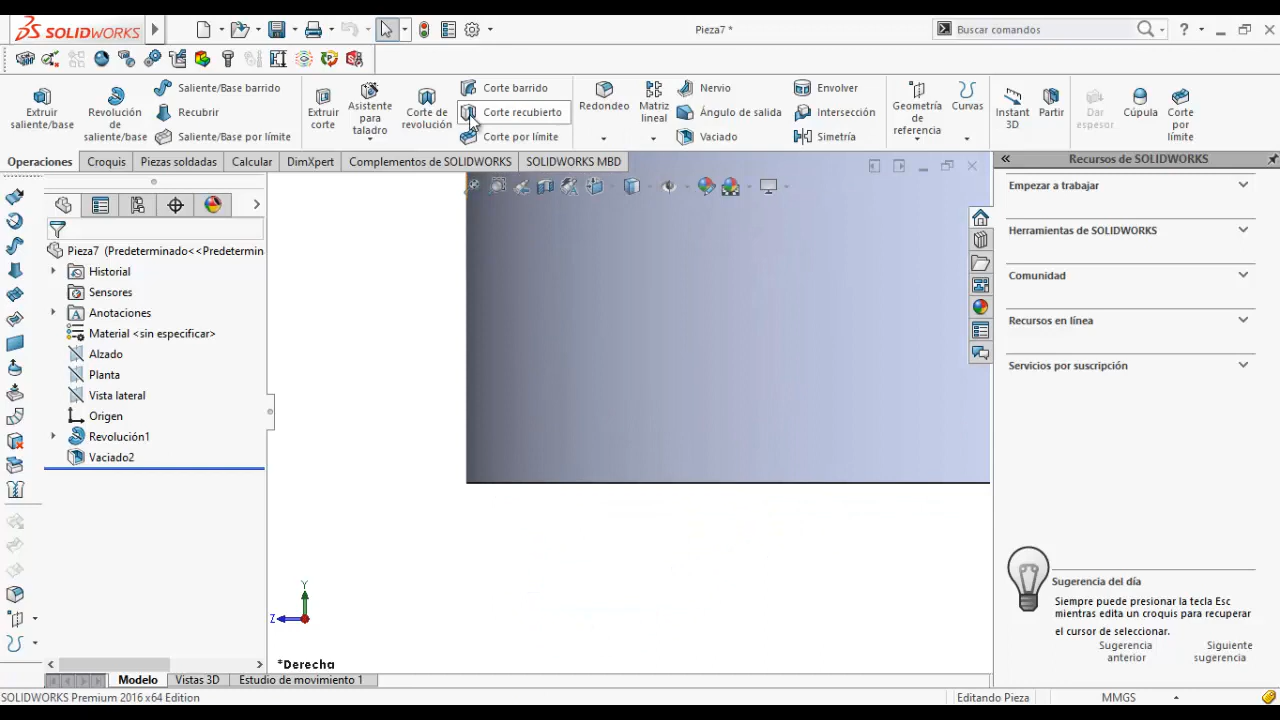 SOLIDWORKS
Pieza7 *
Buscar comandos
Extruir saliente/base
Revolución de saliente/base
Saliente/Base barrido
Recubrir
Saliente/Base por límite
Extruir corte
Asistente para taladro
Corte de revolución
Corte barrido
Corte recubierto
Corte por límite
Redondeo
Matriz lineal
Nervio
Ángulo de salida
Vaciado
Envolver
Intersección
Simetría
Geometría de referencia
Curvas
Instant 3D
Partir
Dar espesor
Cúpula
Corte por límite
Operaciones
Croquis
Piezas soldadas
Calcular
DimXpert
Complementos de SOLIDWORKS
SOLIDWORKS MBD
Pieza7 (Predeterminado<<Predetermin
Historial
Sensores
Anotaciones
Material <sin especificar>
Alzado
Planta
Vista lateral
Origen
Revolución1
Vaciado2
Y
Z
*Derecha
Recursos de SOLIDWORKS
Empezar a trabajar
Herramientas de SOLIDWORKS
Comunidad
Recursos en línea
Servicios por suscripción
Sugerencia del día
Siempre puede presionar la tecla Esc
mientras edita un croquis para recuperar
el cursor de seleccionar.
Sugerencia anterior
Siguiente sugerencia
Modelo
Vistas 3D
Estudio de movimiento 1
SOLIDWORKS Premium 2016 x64 Edition
Editando Pieza
MMGS